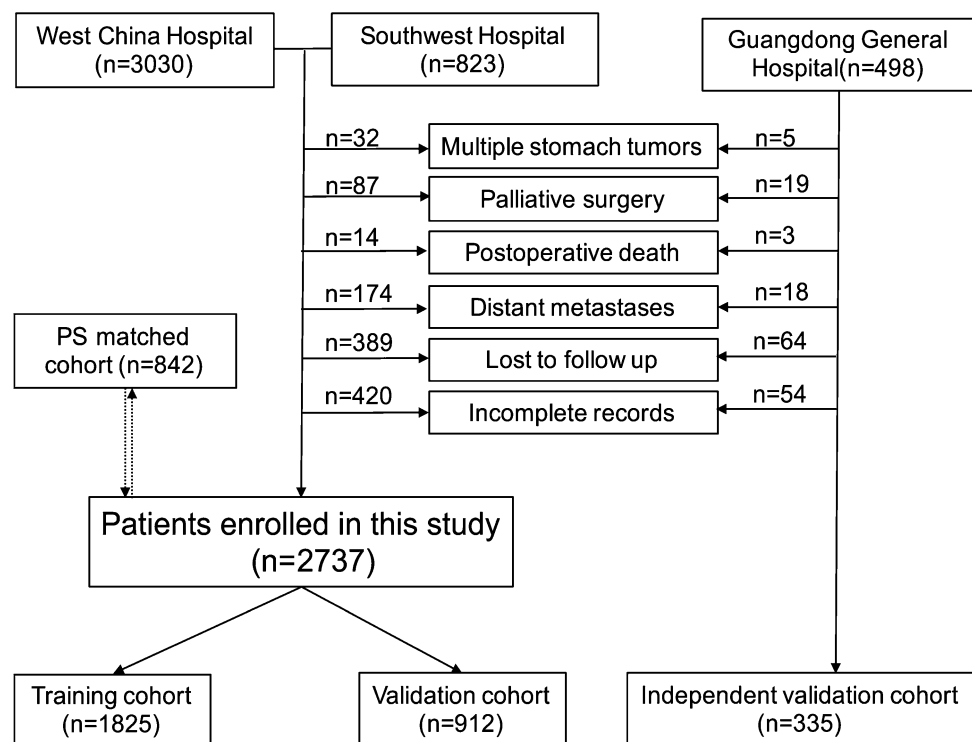 West China Hospital
(n=3030)
Southwest Hospital
(n=823)
Guangdong General
Hospital(n=498)
n=32
Multiple stomach tumors
n=5
n=87
Palliative surgery
n=19
n=14
Postoperative death
n=3
n=174
Distant metastases
n=18
PS matched
cohort (n=842)
n=389
Lost to follow up
n=64
n=420
Incomplete records
n=54
Patients enrolled in this study
(n=2737)
Training cohort
(n=1825)
Validation cohort
(n=912)
Independent validation cohort
(n=335)